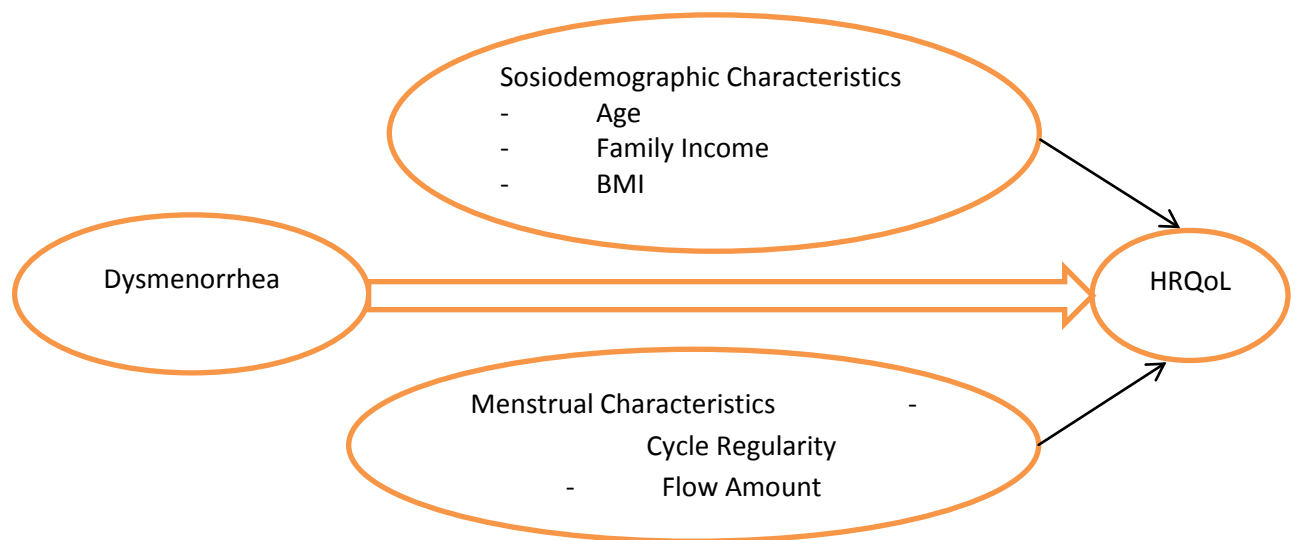 Sosiodemographic Characteristics
- Age
- Family Income
- BMI
Dysmenorrhea
HRQoL
Menstrual Characteristics -
Cycle Regularity
- Flow Amount